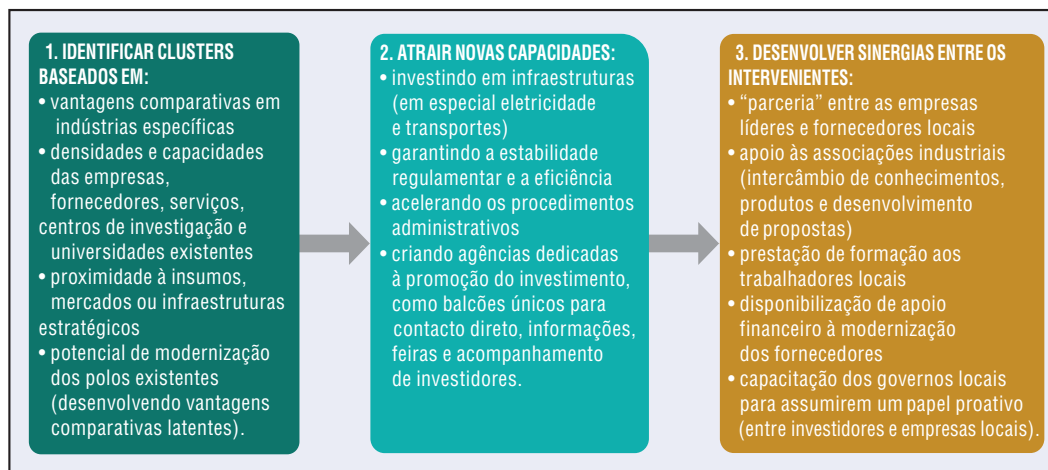 1. IDENTIFICAR CLUSTERS
BASEADOS EM:
• vantagens comparativas em
indústrias específicas
• densidades e capacidades
das empresas,
fornecedores, serviços,
centros de investigação e
universidades existentes
• proximidade à insumos,
mercados ou infraestruturas
estratégicos
• potencial de modernização
dos polos existentes
(desenvolvendo vantagens
comparativas latentes).
2. ATRAIR NOVAS CAPACIDADES:
• investindo em infraestruturas
(em especial eletricidade
e transportes)
• garantindo a estabilidade
regulamentar e a eficiência
• acelerando os procedimentos
administrativos
• criando agências dedicadas
à promoção do investimento,
como balcões únicos para
contacto direto, informações,
feiras e acompanhamento
de investidores.
3. DESENVOLVER SINERGIAS ENTRE OS
INTERVENIENTES:
• “parceria” entre as empresas
líderes e fornecedores locais
• apoio às associações industriais
(intercâmbio de conhecimentos,
produtos e desenvolvimento
de propostas)
• prestação de formação aos
trabalhadores locais
• disponibilização de apoio
financeiro à modernização
dos fornecedores
• capacitação dos governos locais
para assumirem um papel proativo
(entre investidores e empresas locais).